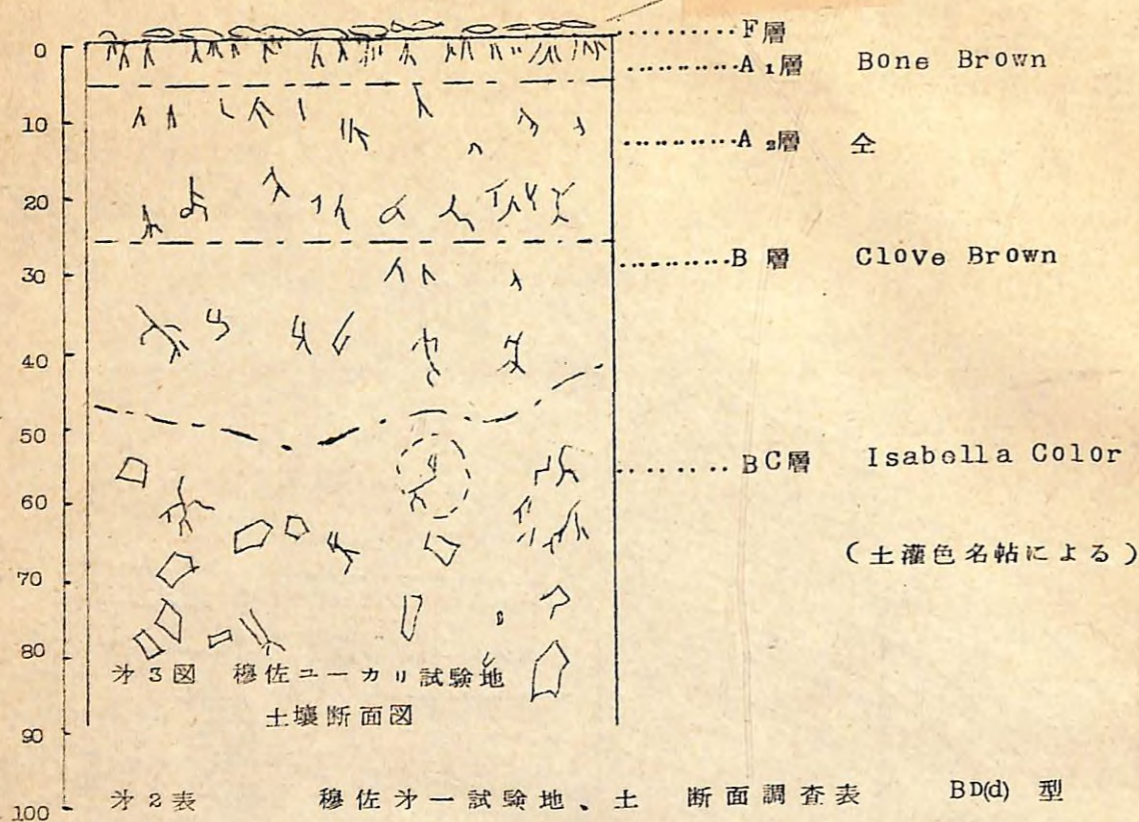 0
10
20
30
40
50
60
70
80
90
100
F層
A1層 Bone Brown
A2層 仝
B層 Clove Brown
BC層 Isabella Color
(土灌色名帖による)
才3図 穆佐ユーカリ試験地
土壌断面図
才2表 穆佐才一試験地、土 断面調査表 BD(d) 型